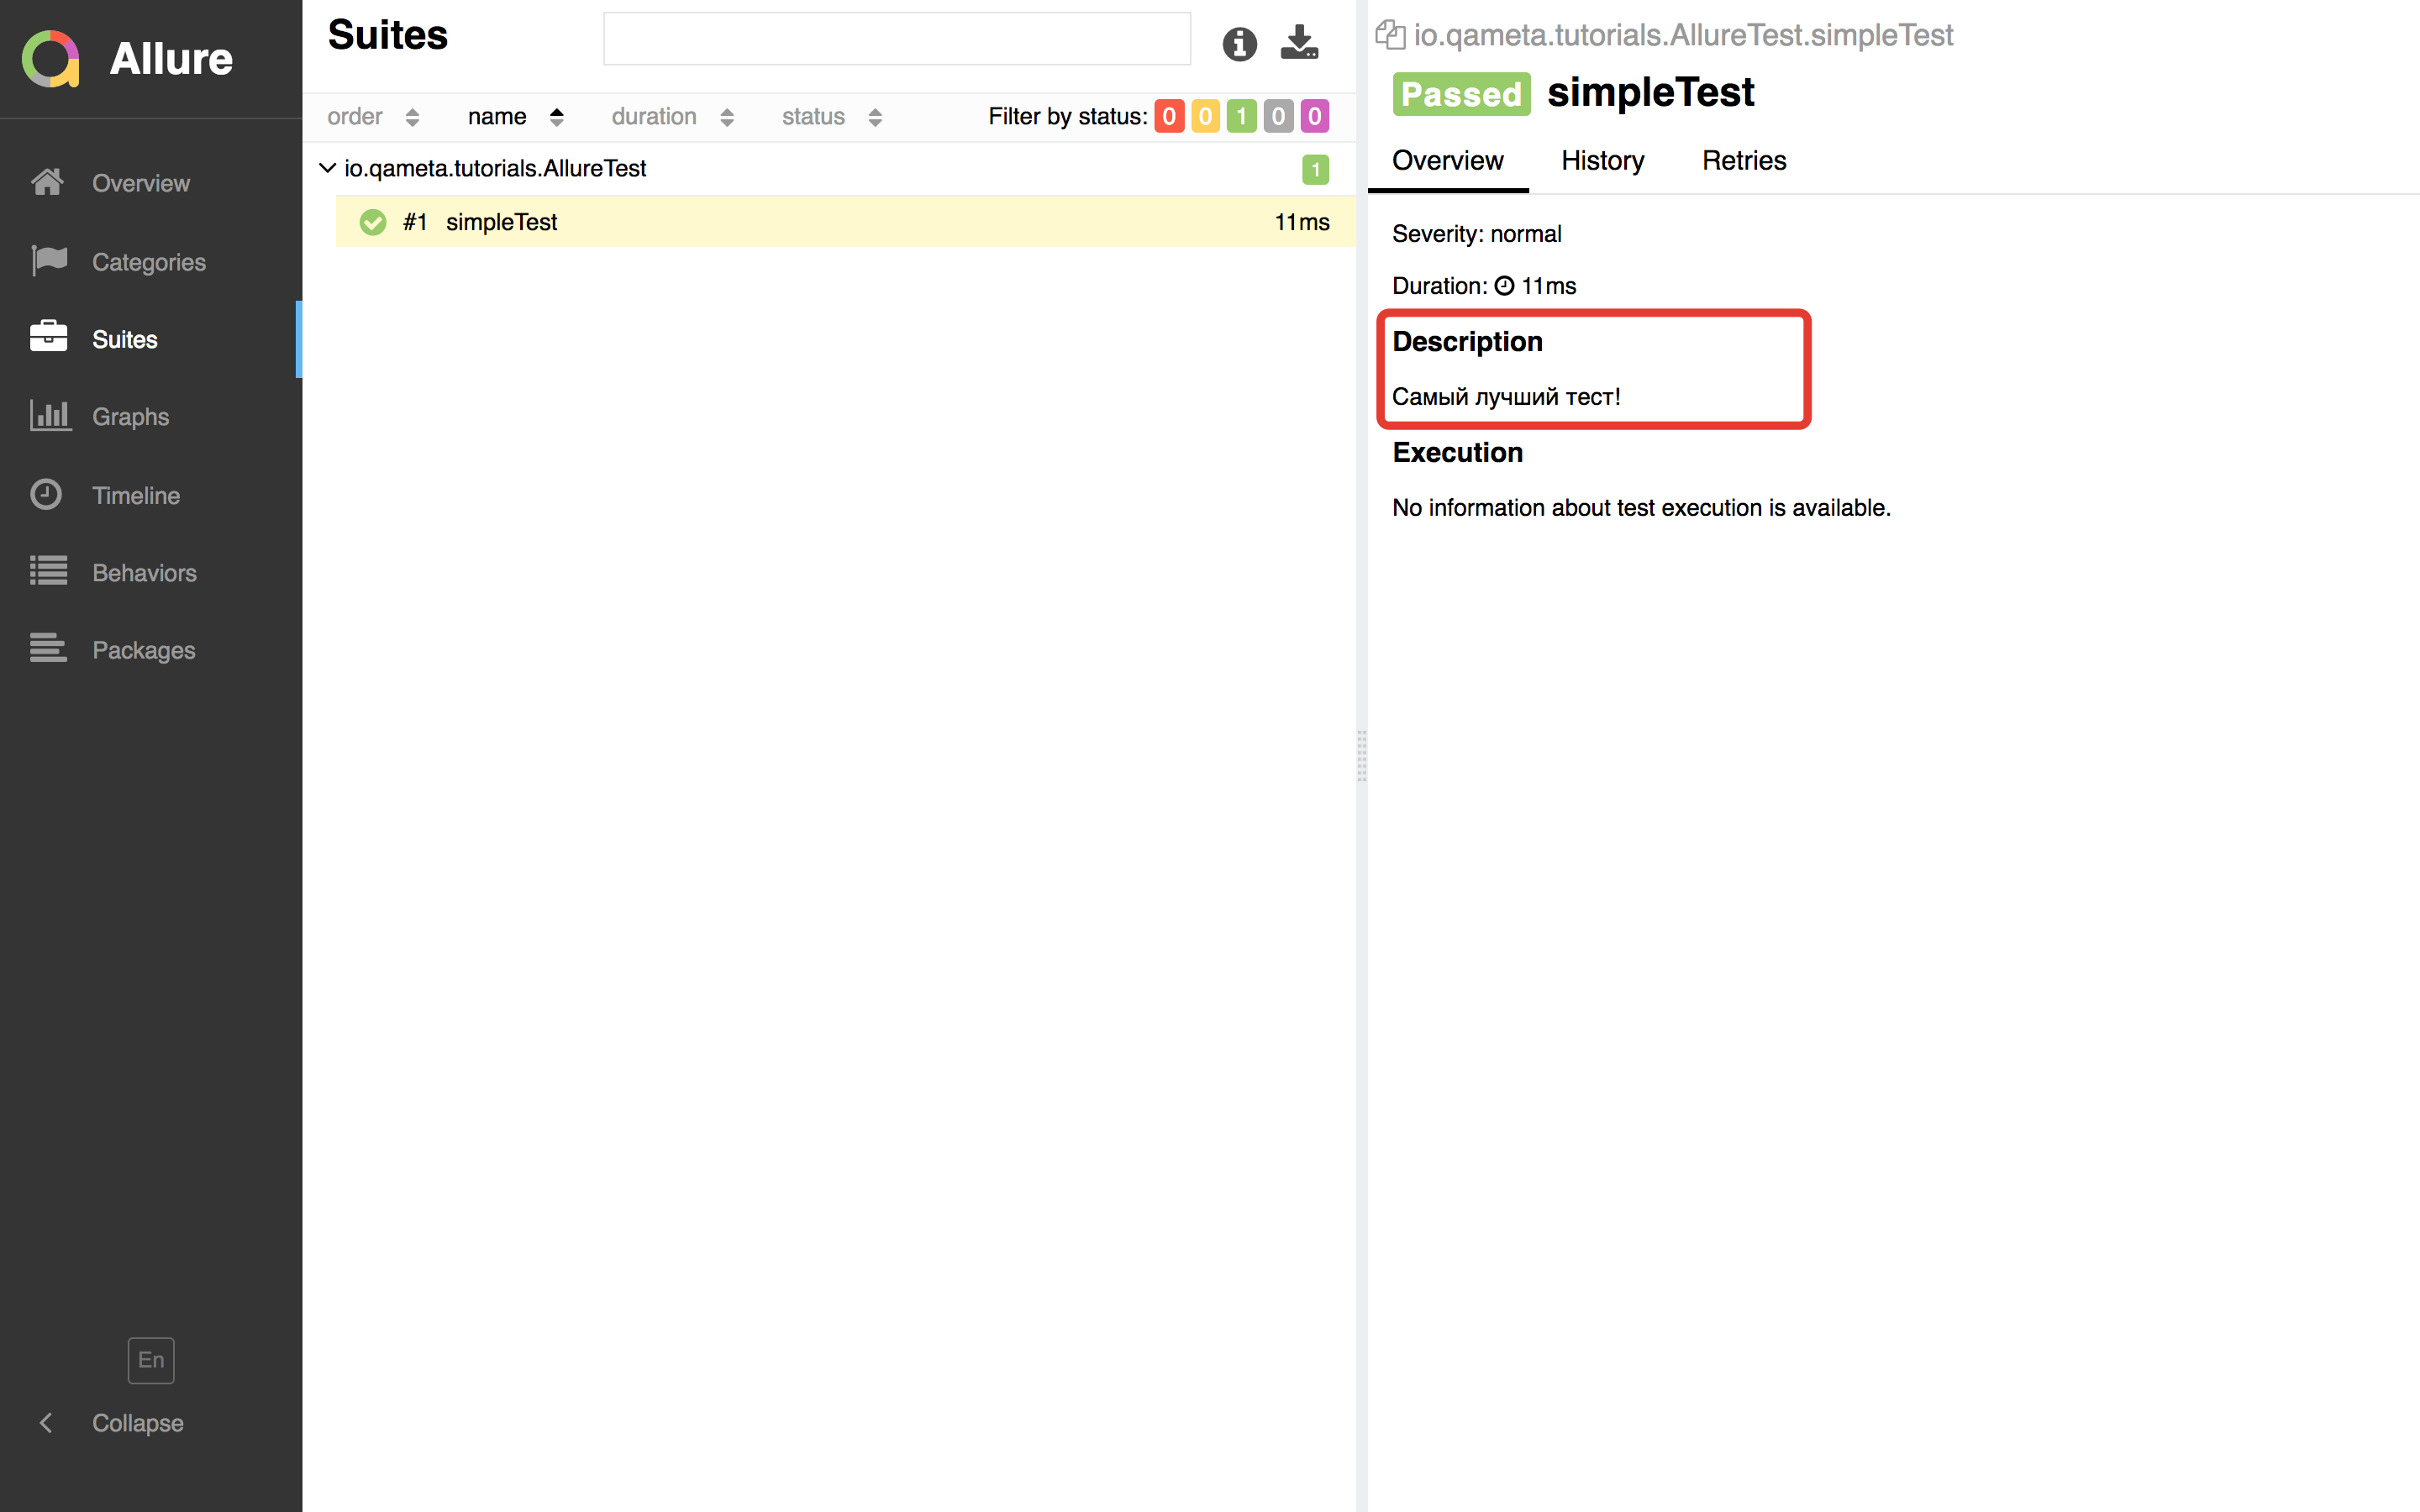 Allure
Overview
Categories
Suites
Graphs
Timeline
Behaviors
Packages
En
Collapse
Suites
order name duration status Filter by status: 0 0 1 0 0
io.qameta.tutorials.AllureTest 1
#1 simpleTest 11ms
io.qameta.tutorials.AllureTest.simpleTest
Passed simpleTest
Overview History Retries
Severity: normal
Duration: 11ms
Description
Самый лучший тест!
Execution
No information about test execution is available.